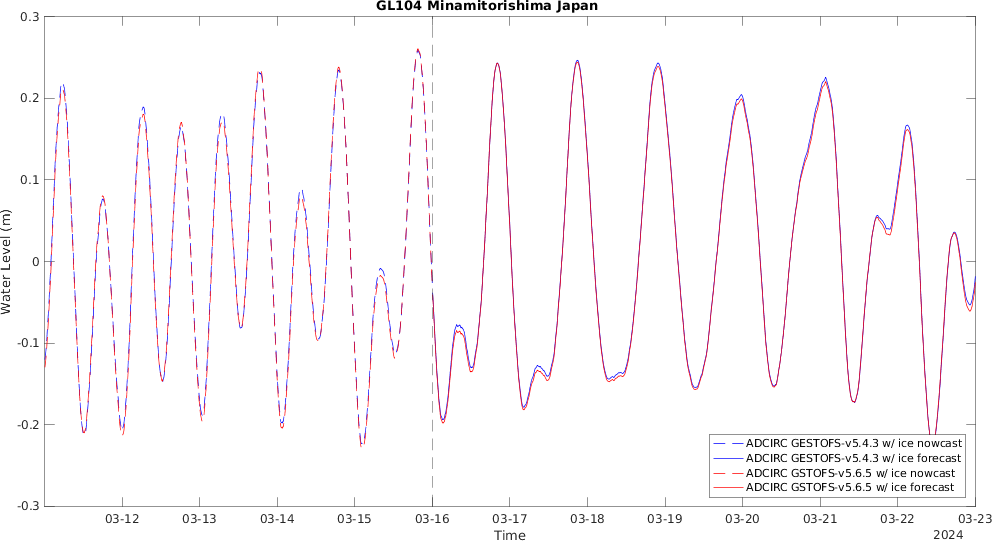 GL104 Minamitorishima Japan
0.3
0.2
0.1
0
-0.1
-0.2
-0.3
Water Level (m)
03-12
03-13
03-14
03-15
03-16
03-17
03-18
03-19
03-20
03-21
03-22
03-23
Time
2024
ADCIRC GESTOFS-v5.4.3 w/ ice nowcast
ADCIRC GESTOFS-v5.4.3 w/ ice forecast
ADCIRC GSTOFS-v5.6.5 w/ ice nowcast
ADCIRC GSTOFS-v5.6.5 w/ ice forecast